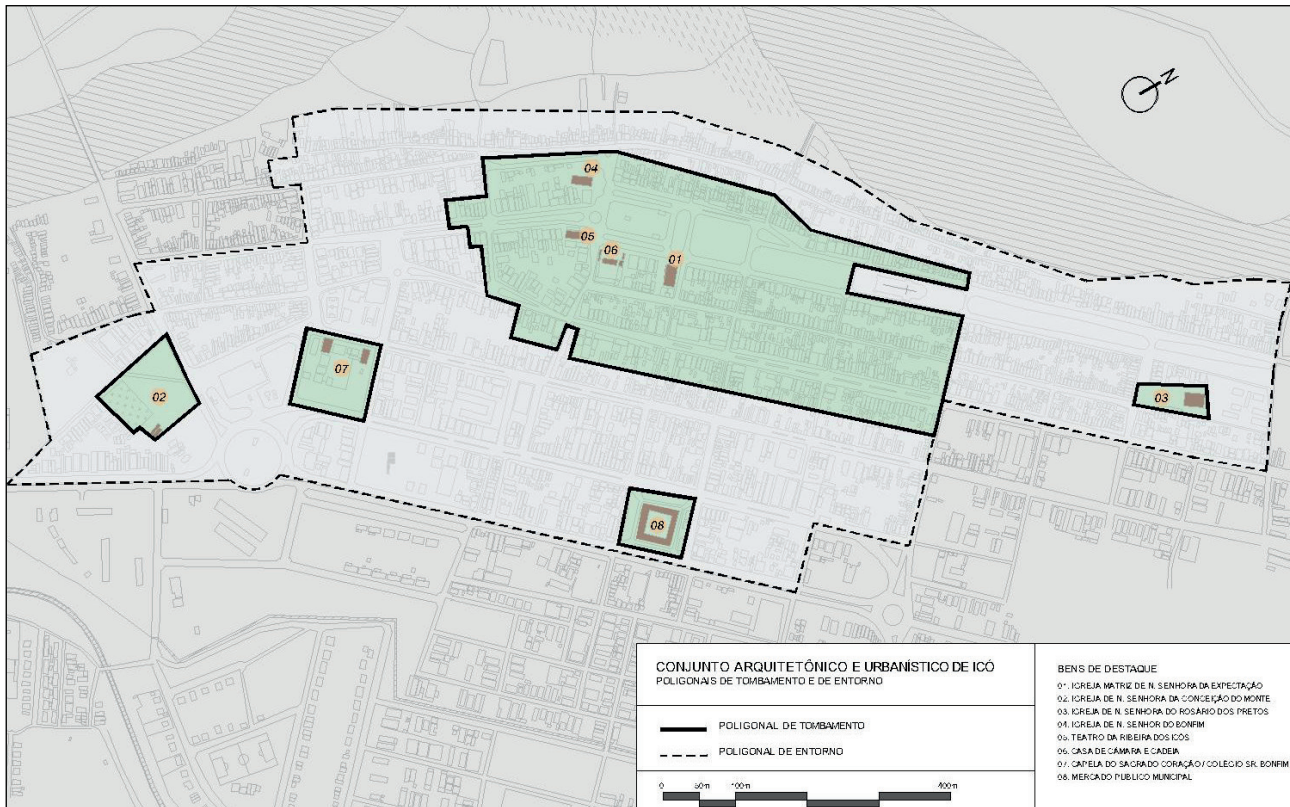 N
04
05
06
01
07
02
03
08
CONJUNTO ARQUITETÔNICO E URBANÍSTICO DE ICÓ
POLIGONAIS DE TOMBAMENTO E DE ENTORNO
POLIGONAL DE TOMBAMENTO
POLIGONAL DE ENTORNO
0 50m 100m 400m
BENS DE DESTAQUE
01. IGREJA MATRIZ DE N. SENHORA DA EXPECTAÇÃO
02. IGREJA DE N. SENHORA DA CONCEIÇÃO DO MONTE
03. IGREJA DE N. SENHORA DO ROSÁRIO DOS PRETOS
04. IGREJA DE N. SENHOR DO BONFIM
05. TEATRO DA RIBEIRA DOS ICÓS
06. CASA DE CÂMARA E CADEIA
07. CAPELA DO SAGRADO CORAÇÃO / COLÉGIO SR. BONFIM
08. MERCADO PUBLICO MUNICIPAL